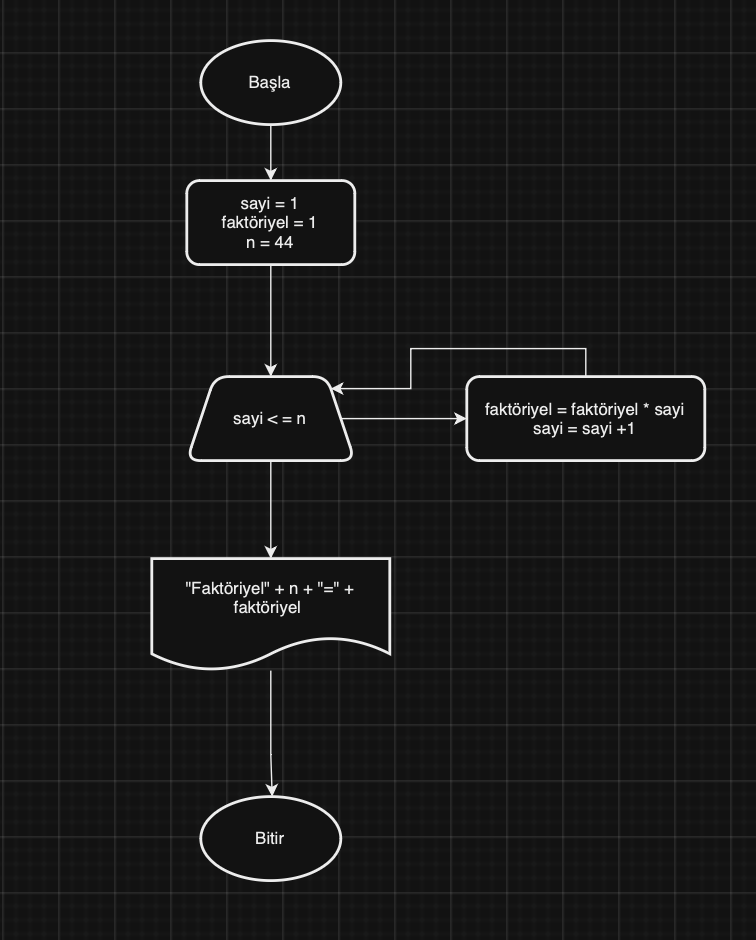 Başla
sayi = 1
faktöriyel = 1
n = 44
sayi < = n
faktöriyel = faktöriyel * sayi
sayi = sayi +1
"Faktöriyel" + n + "=" +
faktöriyel
Bitir